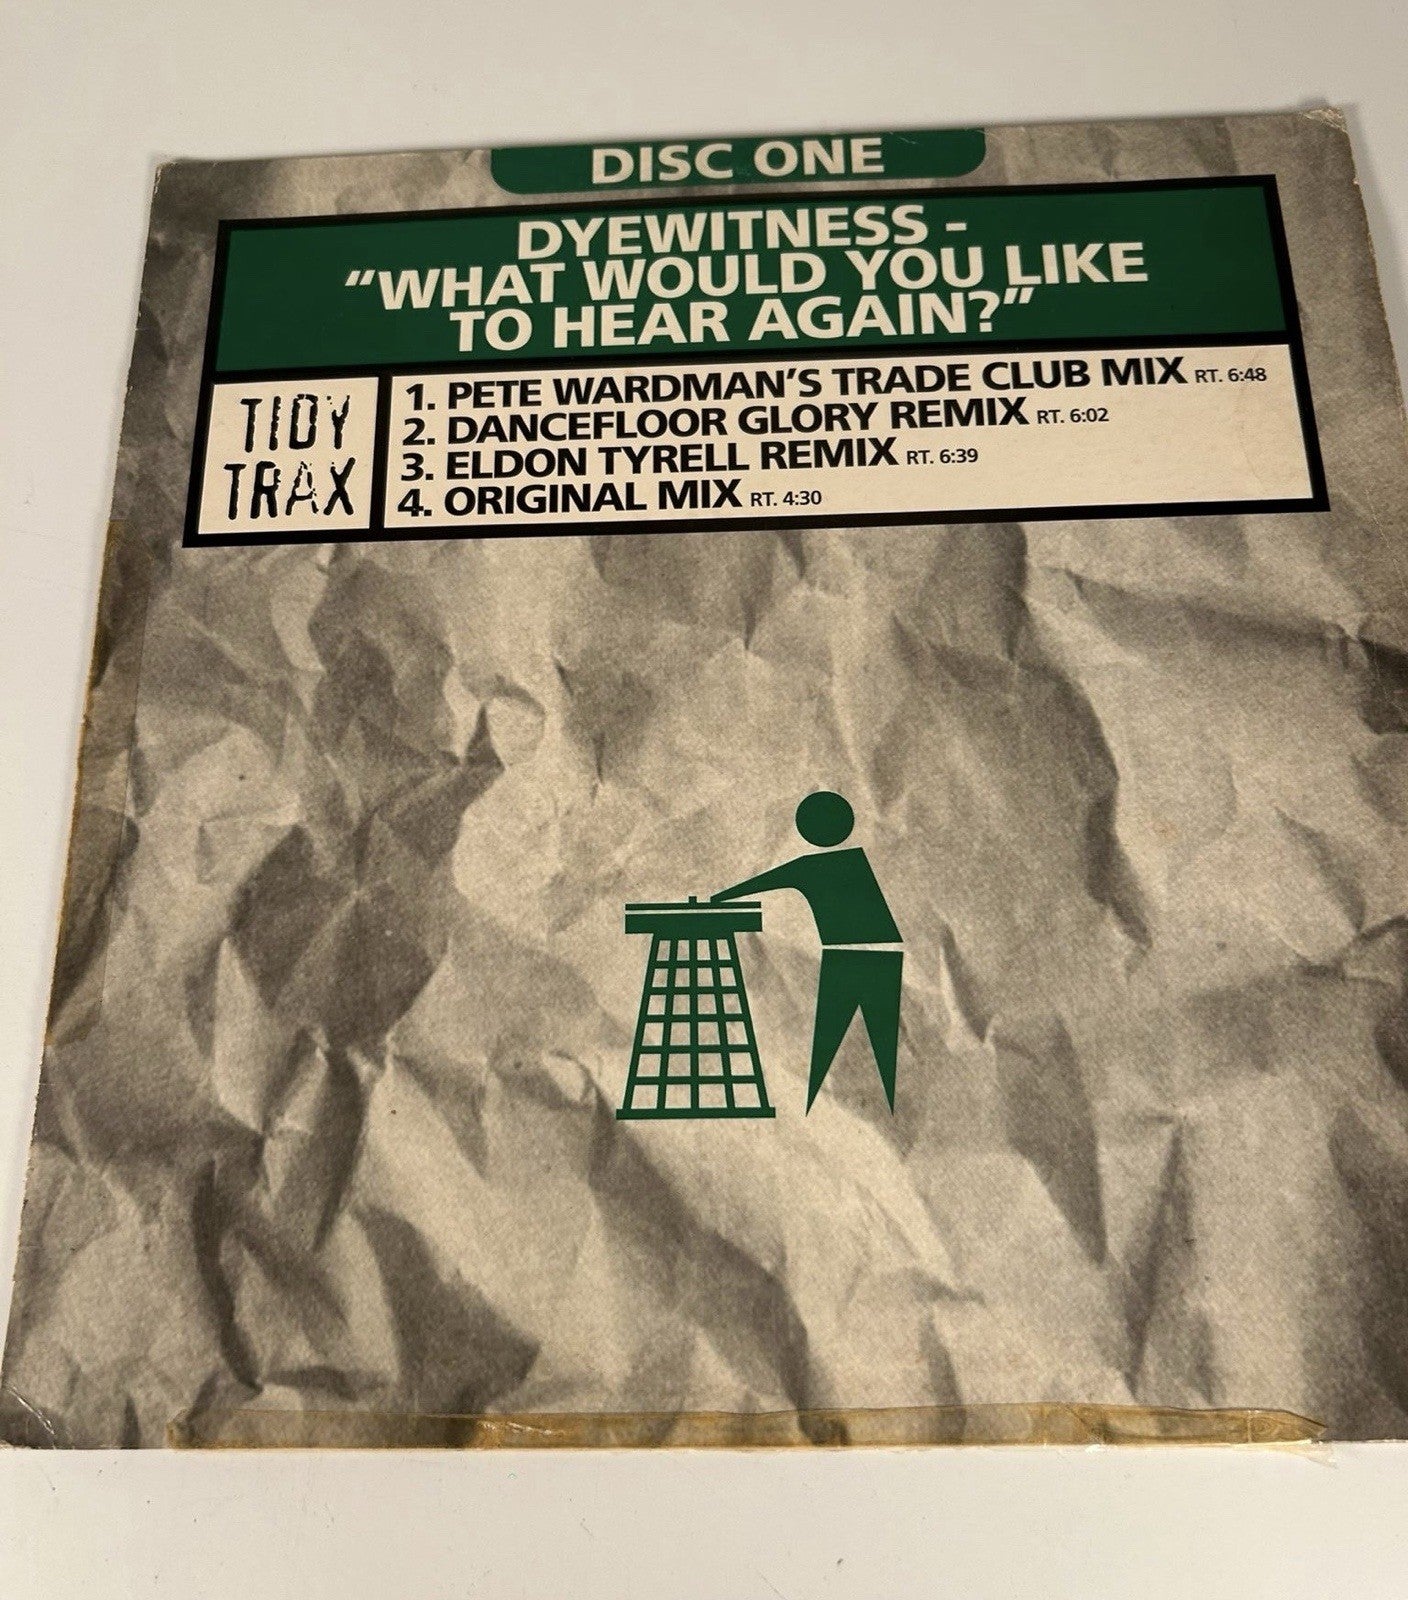 DISC ONE
DYEWITNESS -
“WHAT WOULD YOU LIKE
TO HEAR AGAIN?”
TIDY
TRAX
1. PETE WARDMAN’S TRADE CLUB MIX RT. 6:48
2. DANCEFLOOR GLORY REMIX RT. 6:02
3. ELDON TYRELL REMIX RT. 6:39
4. ORIGINAL MIX RT. 4:30